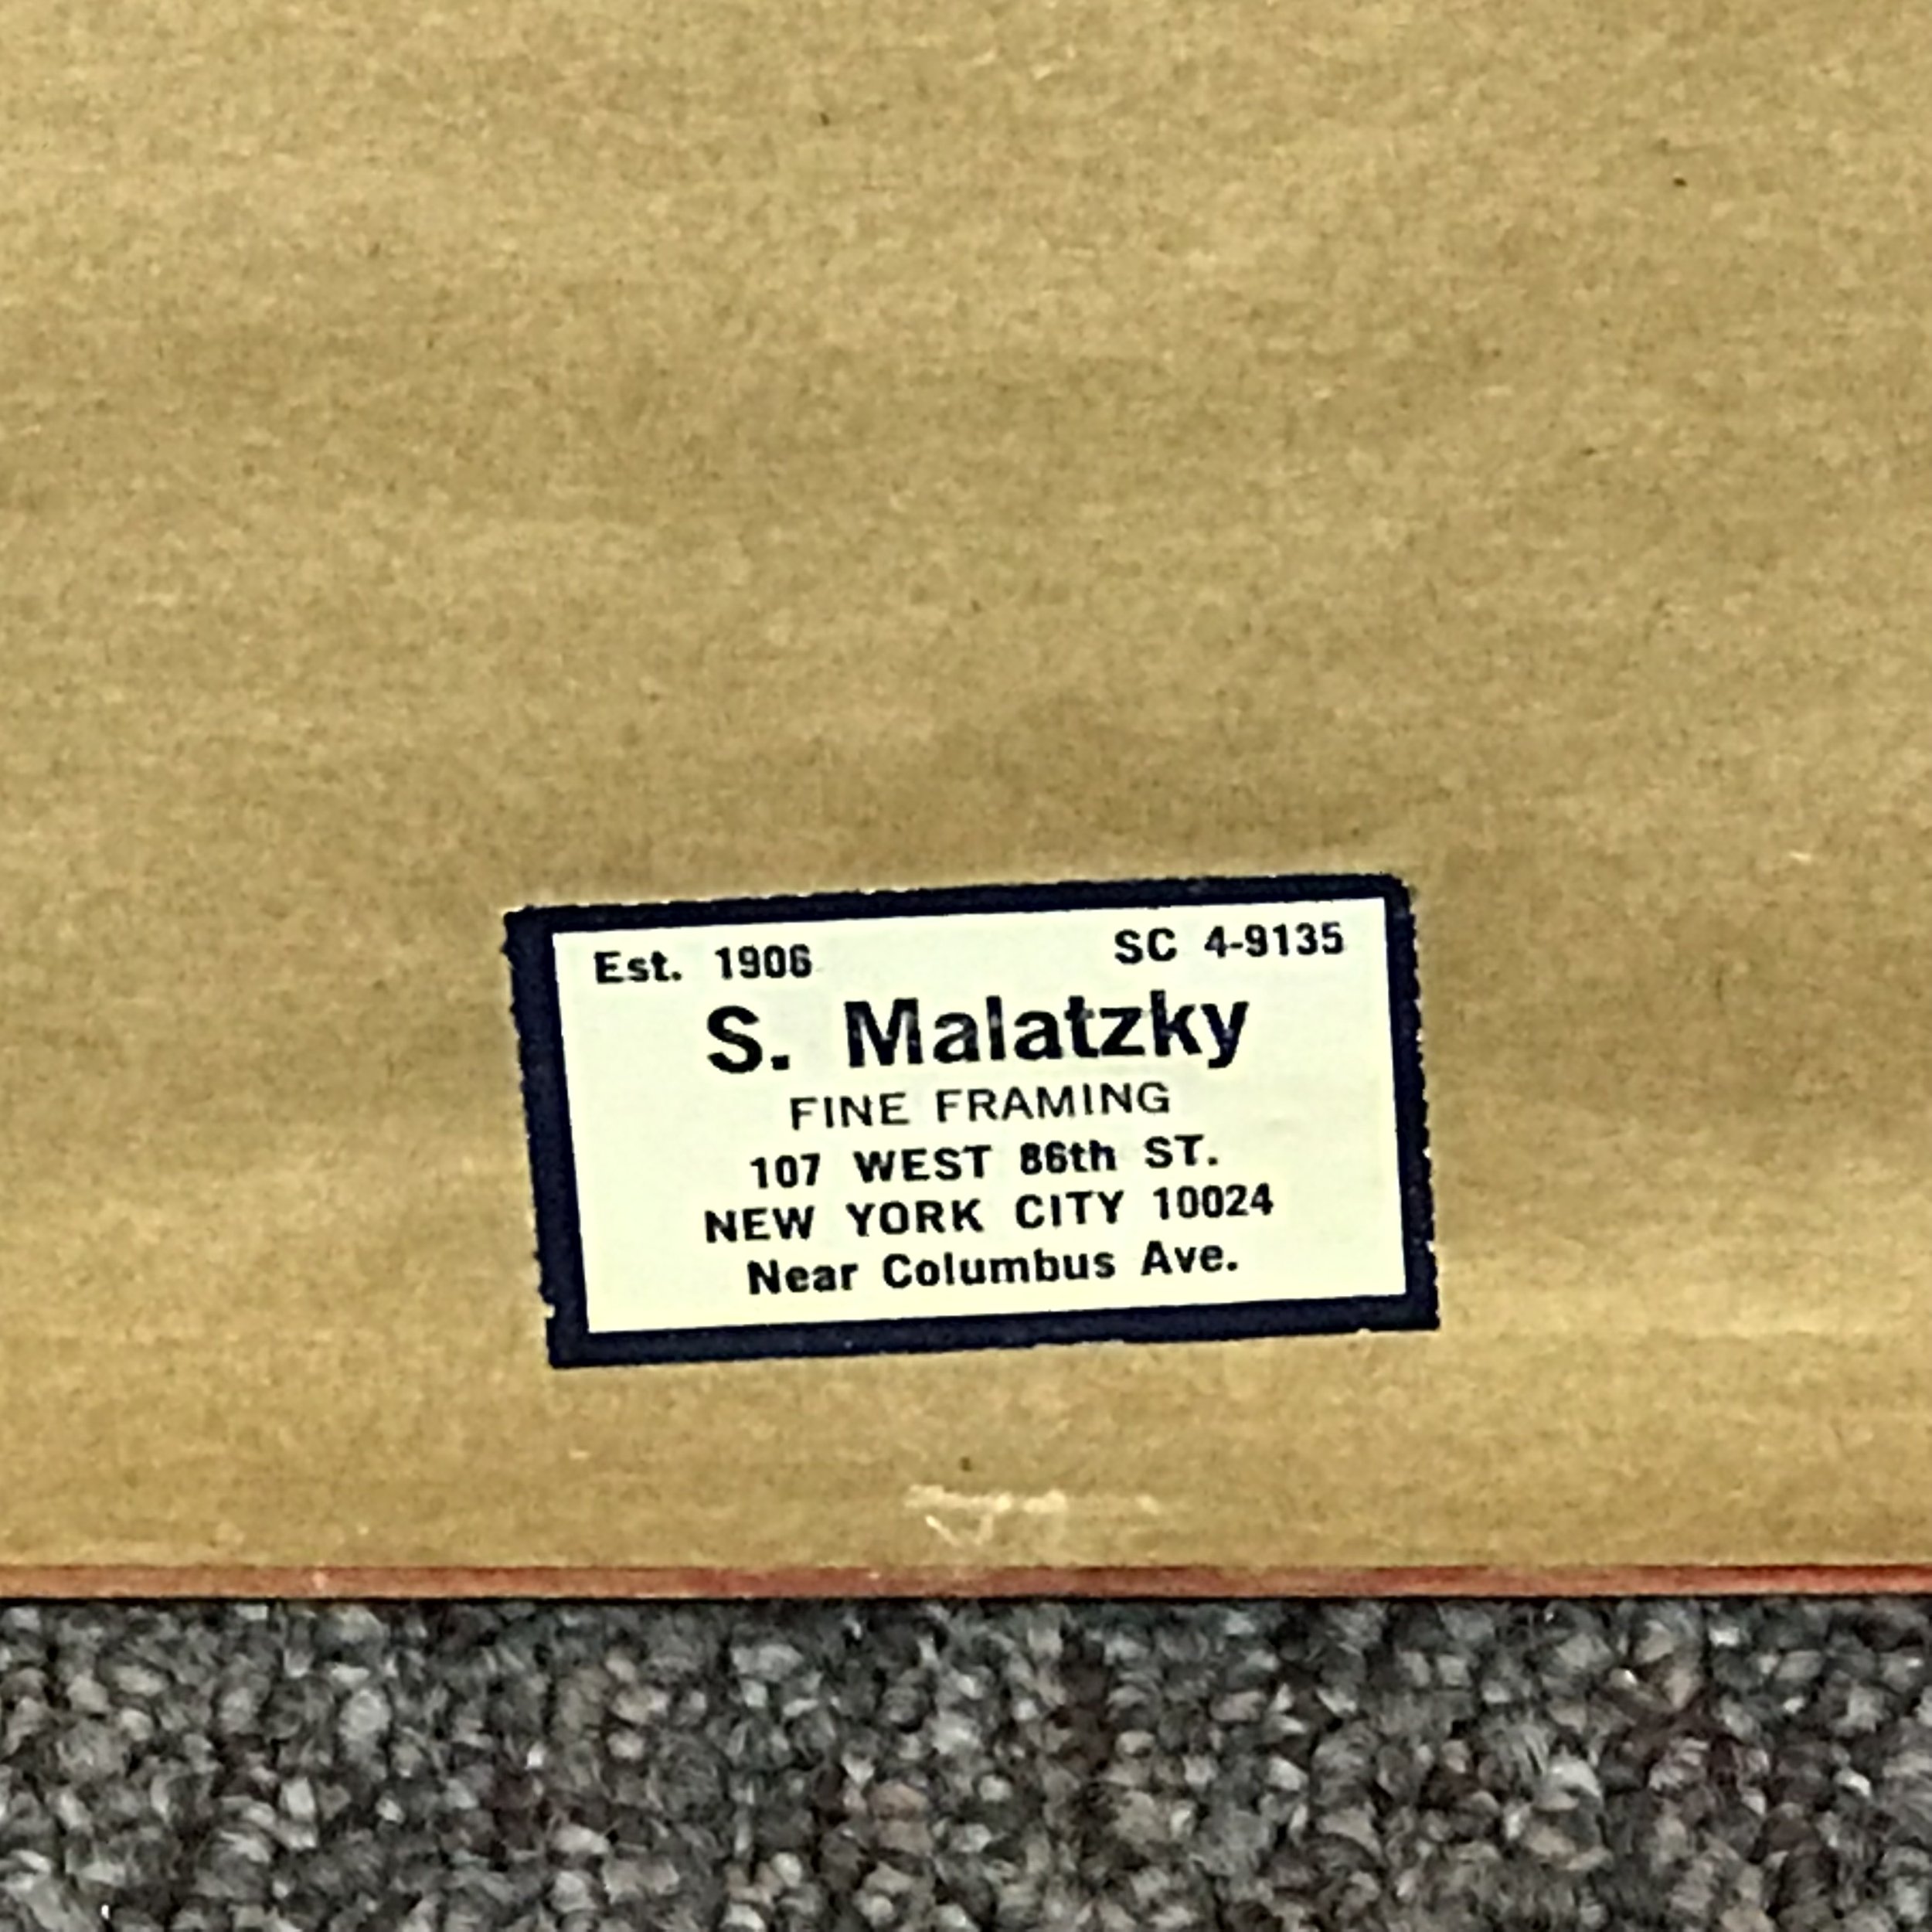 Est. 1906 SC 4-9135
S. Malatzky
FINE FRAMING
107 WEST 86th ST.
NEW YORK CITY 10024
Near Columbus Ave.